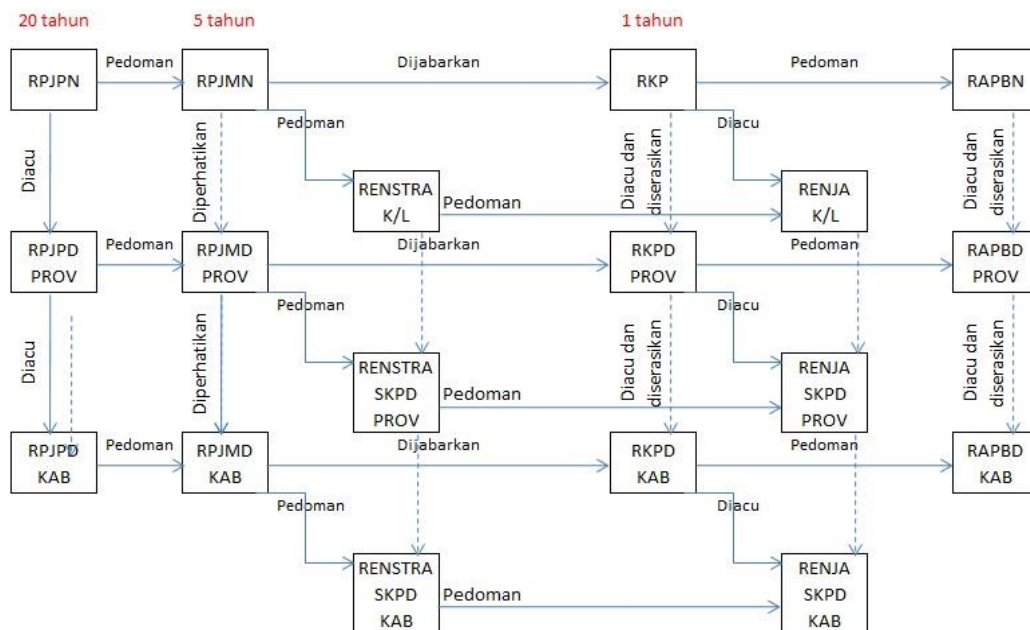 20 tahun
5 tahun
1 tahun
RPJPN
Pedoman
RPJMN
Dijabarkan
RKP
Pedoman
RAPBN
Diacu
Diperhatikan
Pedoman
Diacu dan
diserasikan
Diacu
Diacu dan
diserasikan
RENSTRA
K/L
Pedoman
RENJA
K/L
RPJPD
PROV
Pedoman
RPJMD
PROV
Dijabarkan
RKPD
PROV
Pedoman
RAPBD
PROV
Diacu
Diperhatikan
Pedoman
Diacu dan
diserasikan
Diacu
Diacu dan
diserasikan
RENSTRA
SKPD
PROV
Pedoman
RENJA
SKPD
PROV
RPJPD
KAB
Pedoman
RPJMD
KAB
Dijabarkan
RKPD
KAB
Pedoman
RAPBD
KAB
Pedoman
Diacu
RENSTRA
SKPD
KAB
Pedoman
RENJA
SKPD
KAB